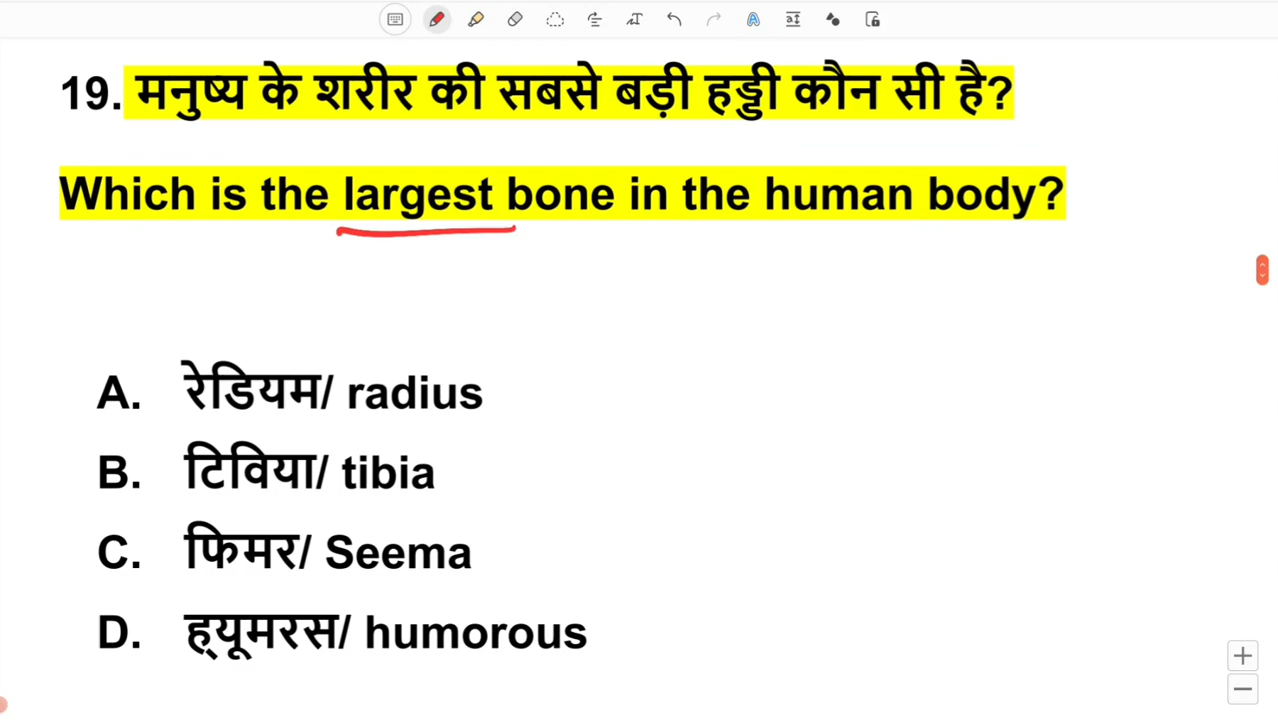 19. मनुष्य के शरीर की सबसे बड़ी हड्डी कौन सी है?
Which is the largest bone in the human body?
A. रेडियम/ radius
B. टिविया/ tibia
C. फिमर/ Seema
D. ह्यूमरस/ humorous